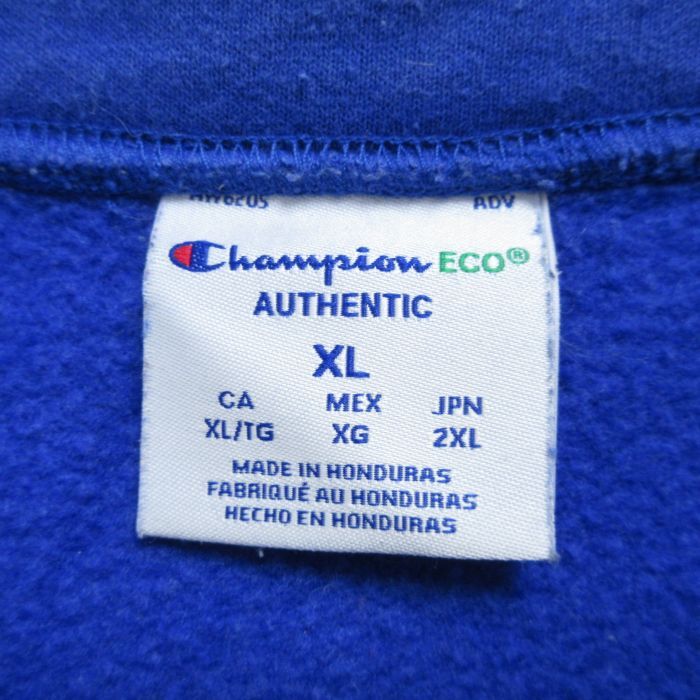 ADV
Champion ECO®
AUTHENTIC
XL
CA MEX JPN
XL/TG XG 2XL
MADE IN HONDURAS
FABRIQUÉ AU HONDURAS
HECHO EN HONDURAS